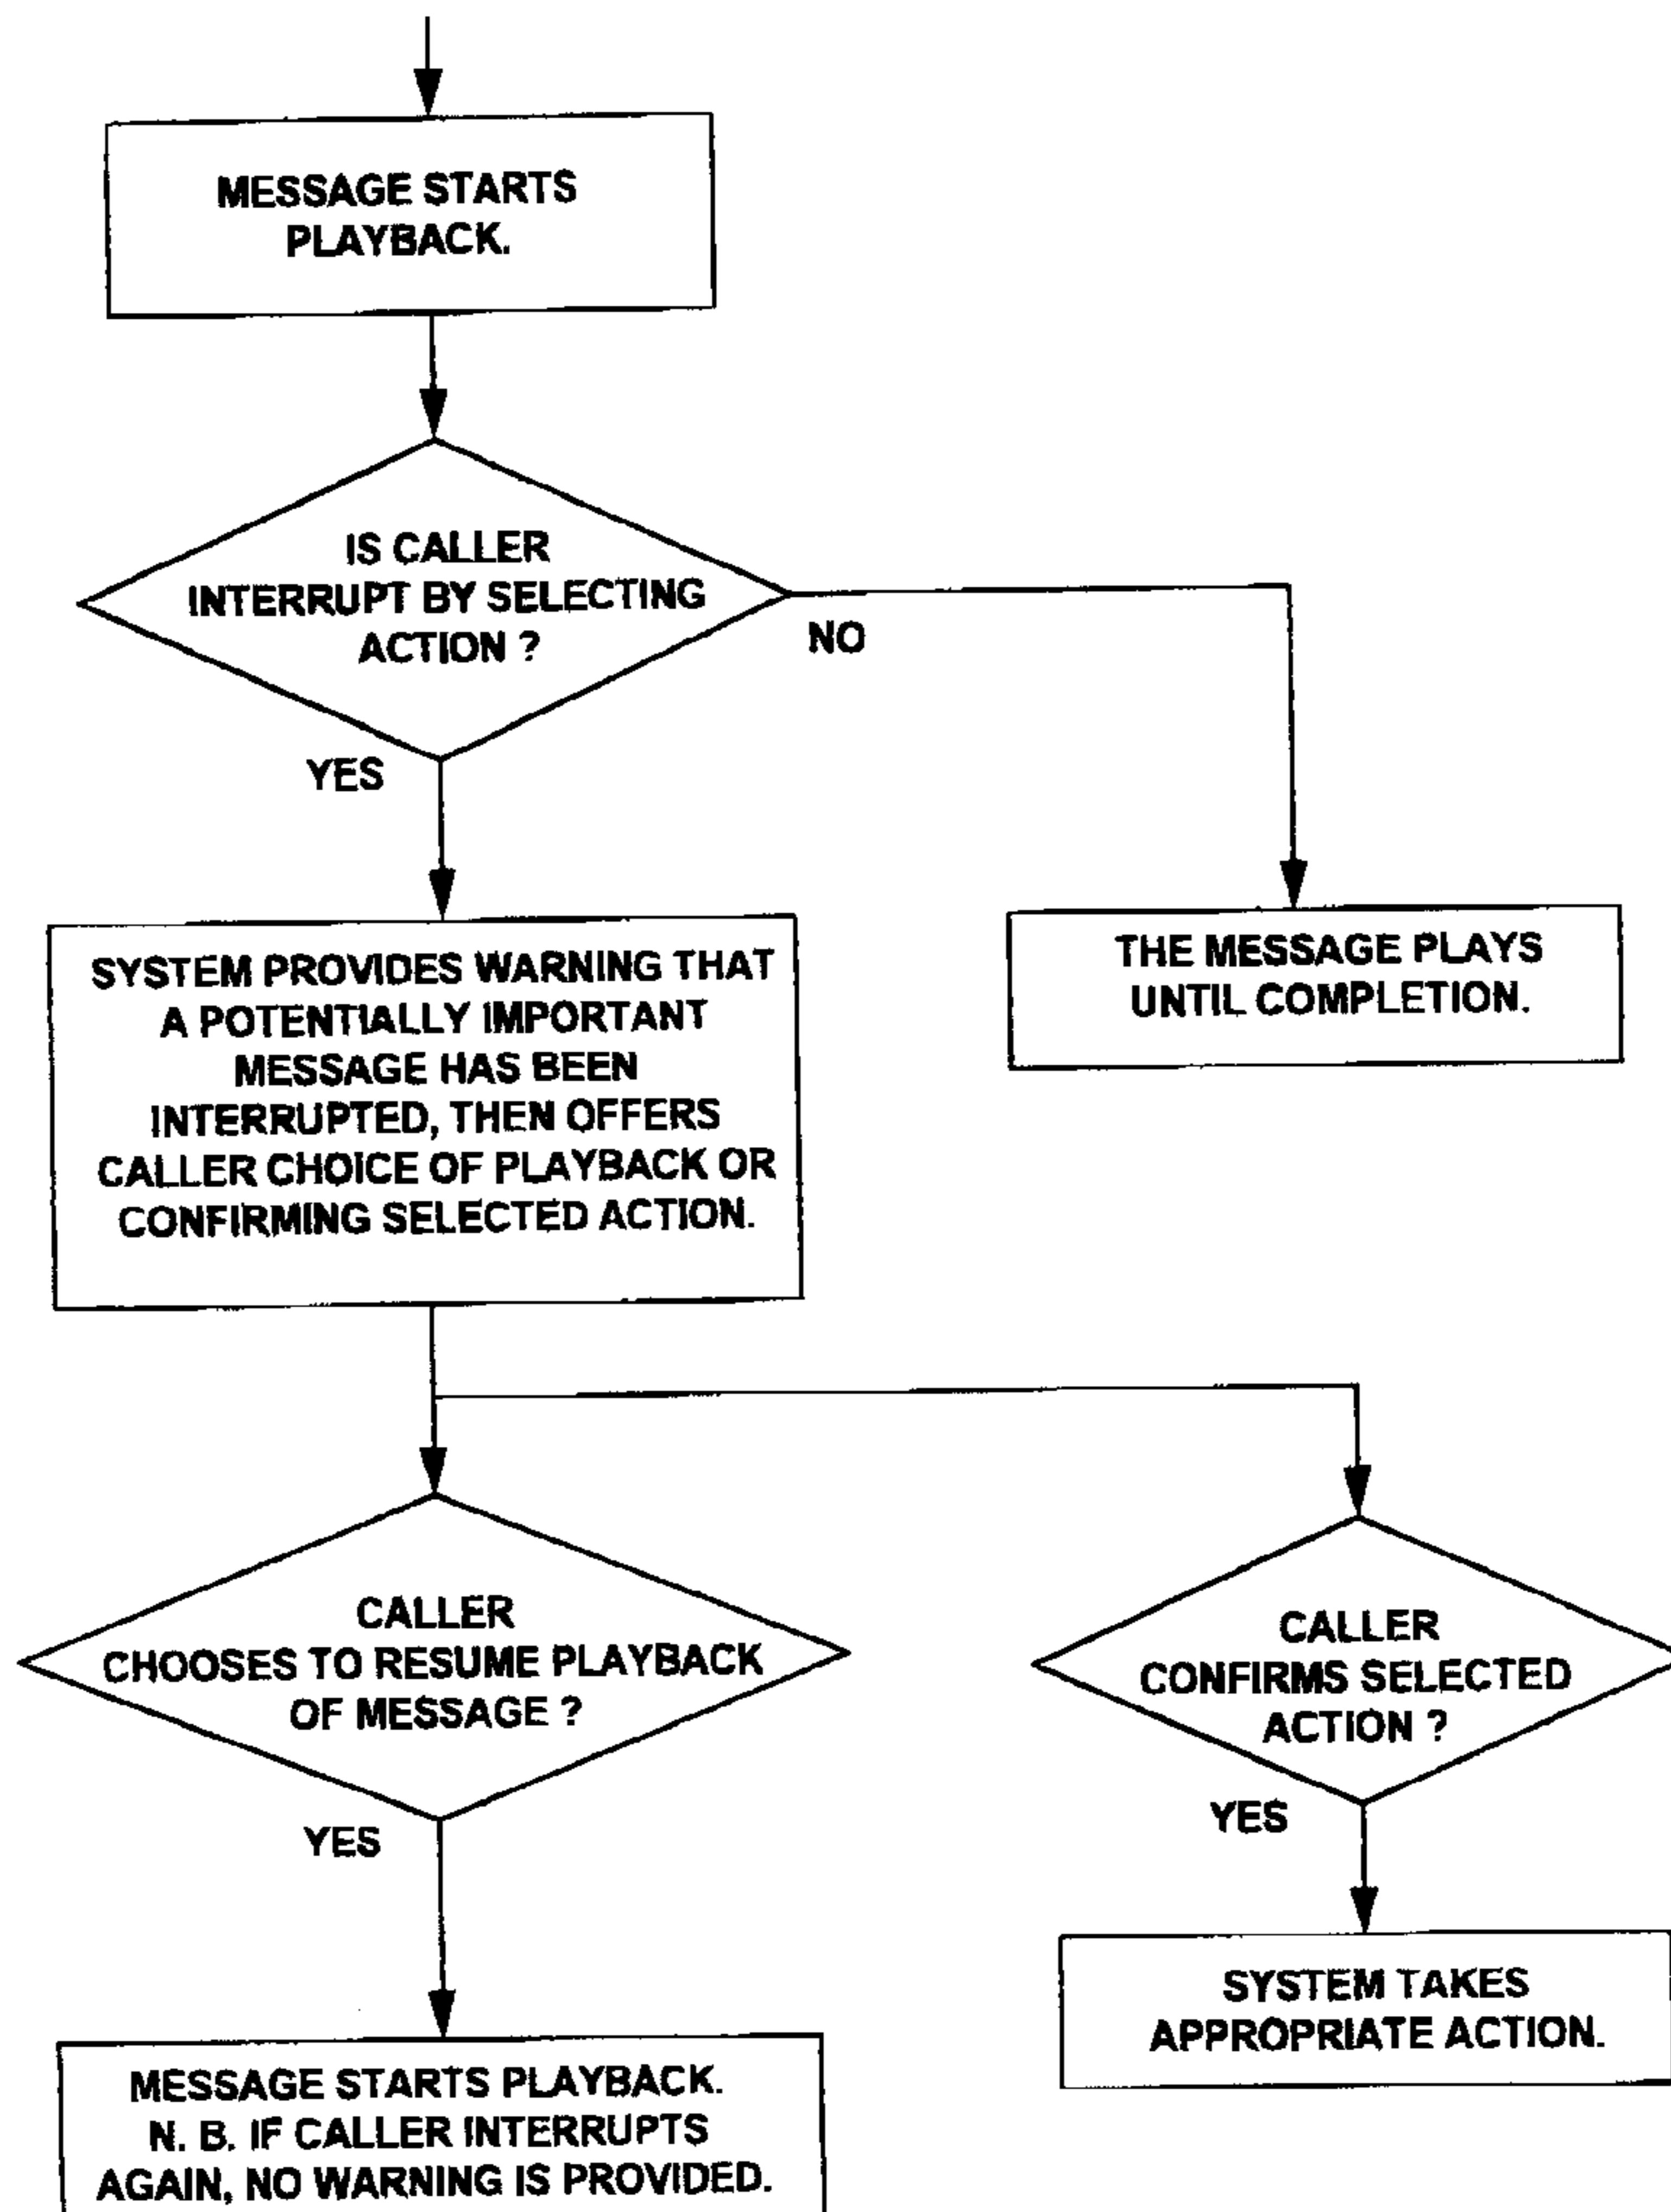 MESSAGE STARTS
PLAYBACK.
IS CALLER
INTERRUPT BY SELECTING
ACTION ?
NO
YES
SYSTEM PROVIDES WARNING THAT
A POTENTIALLY IMPORTANT
MESSAGE HAS BEEN
INTERRUPTED, THEN OFFERS
CALLER CHOICE OF PLAYBACK OR
CONFIRMING SELECTED ACTION.
THE MESSAGE PLAYS
UNTIL COMPLETION.
CALLER
CHOOSES TO RESUME PLAYBACK
OF MESSAGE ?
YES
CALLER
CONFIRMS SELECTED
ACTION ?
YES
SYSTEM TAKES
APPROPRIATE ACTION.
MESSAGE STARTS PLAYBACK.
N. B. IF CALLER INTERRUPTS
AGAIN, NO WARNING IS PROVIDED.